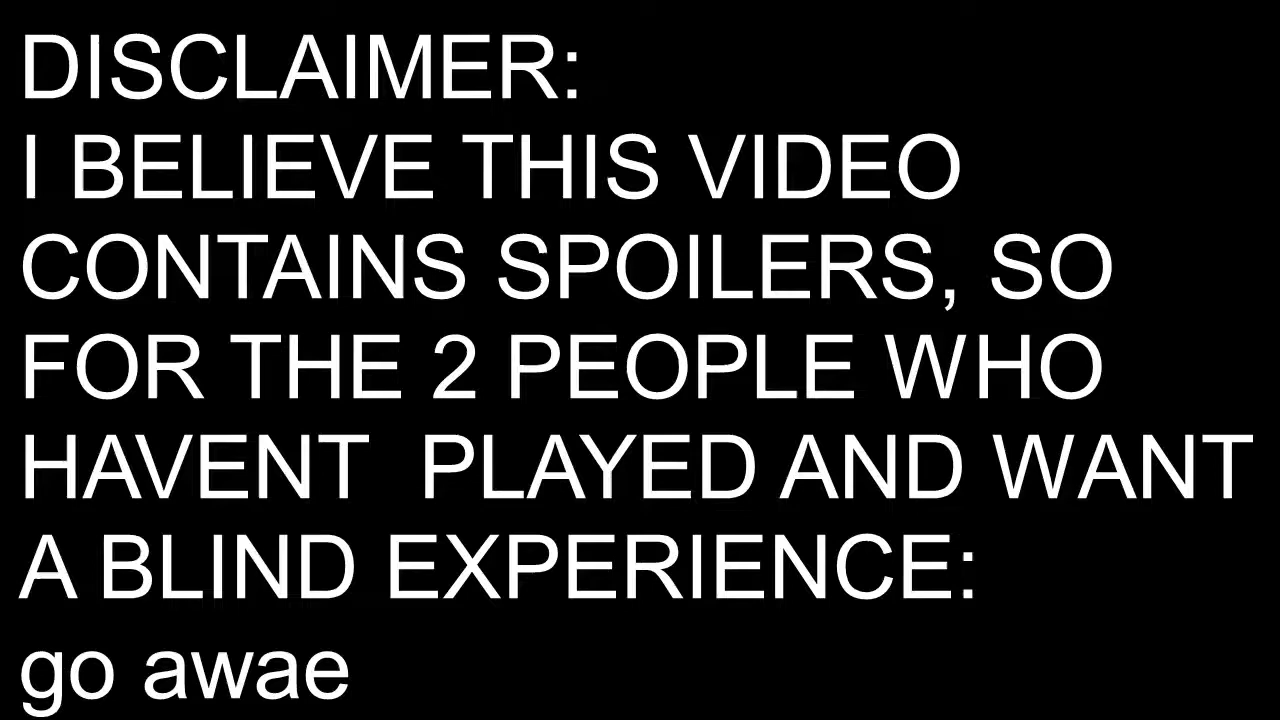 DISCLAIMER:
I BELIEVE THIS VIDEO
CONTAINS SPOILERS, SO
FOR THE 2 PEOPLE WHO
HAVENT  PLAYED AND WANT
A BLIND EXPERIENCE:
go awae